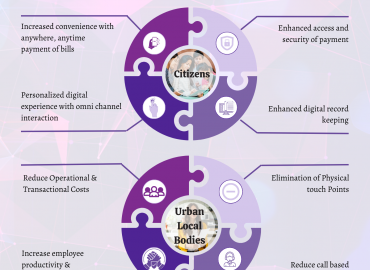 Increased convenience with
anywhere, anytime
payment of bills
Enhanced access and
security of payment
Citizens
Personalized digital
experience with omni channel
interaction
Enhanced digital record
keeping
Reduce Operational &
Transactional Costs
Elimination of Physical
touch Points
Urban
Local
Bodies
Increase employee
productivity &
Reduce call based